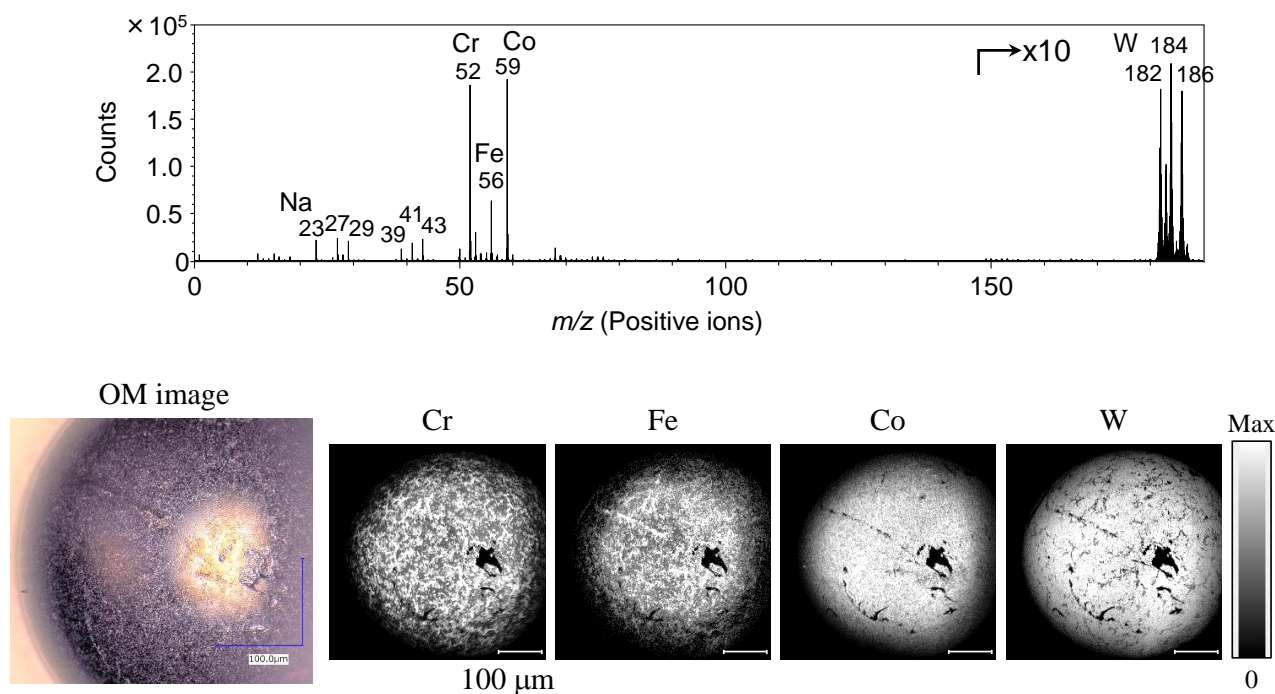 × 10⁵
Counts
2.0
1.5
1.0
0.5
0
Cr
52
Co
59
Fe
56
Na
23
27
29
39
41
43
x10
W
182
184
186
0
50
100
150
m/z (Positive ions)
OM image
Cr
Fe
Co
W
Max
100.0μm
100 μm
0